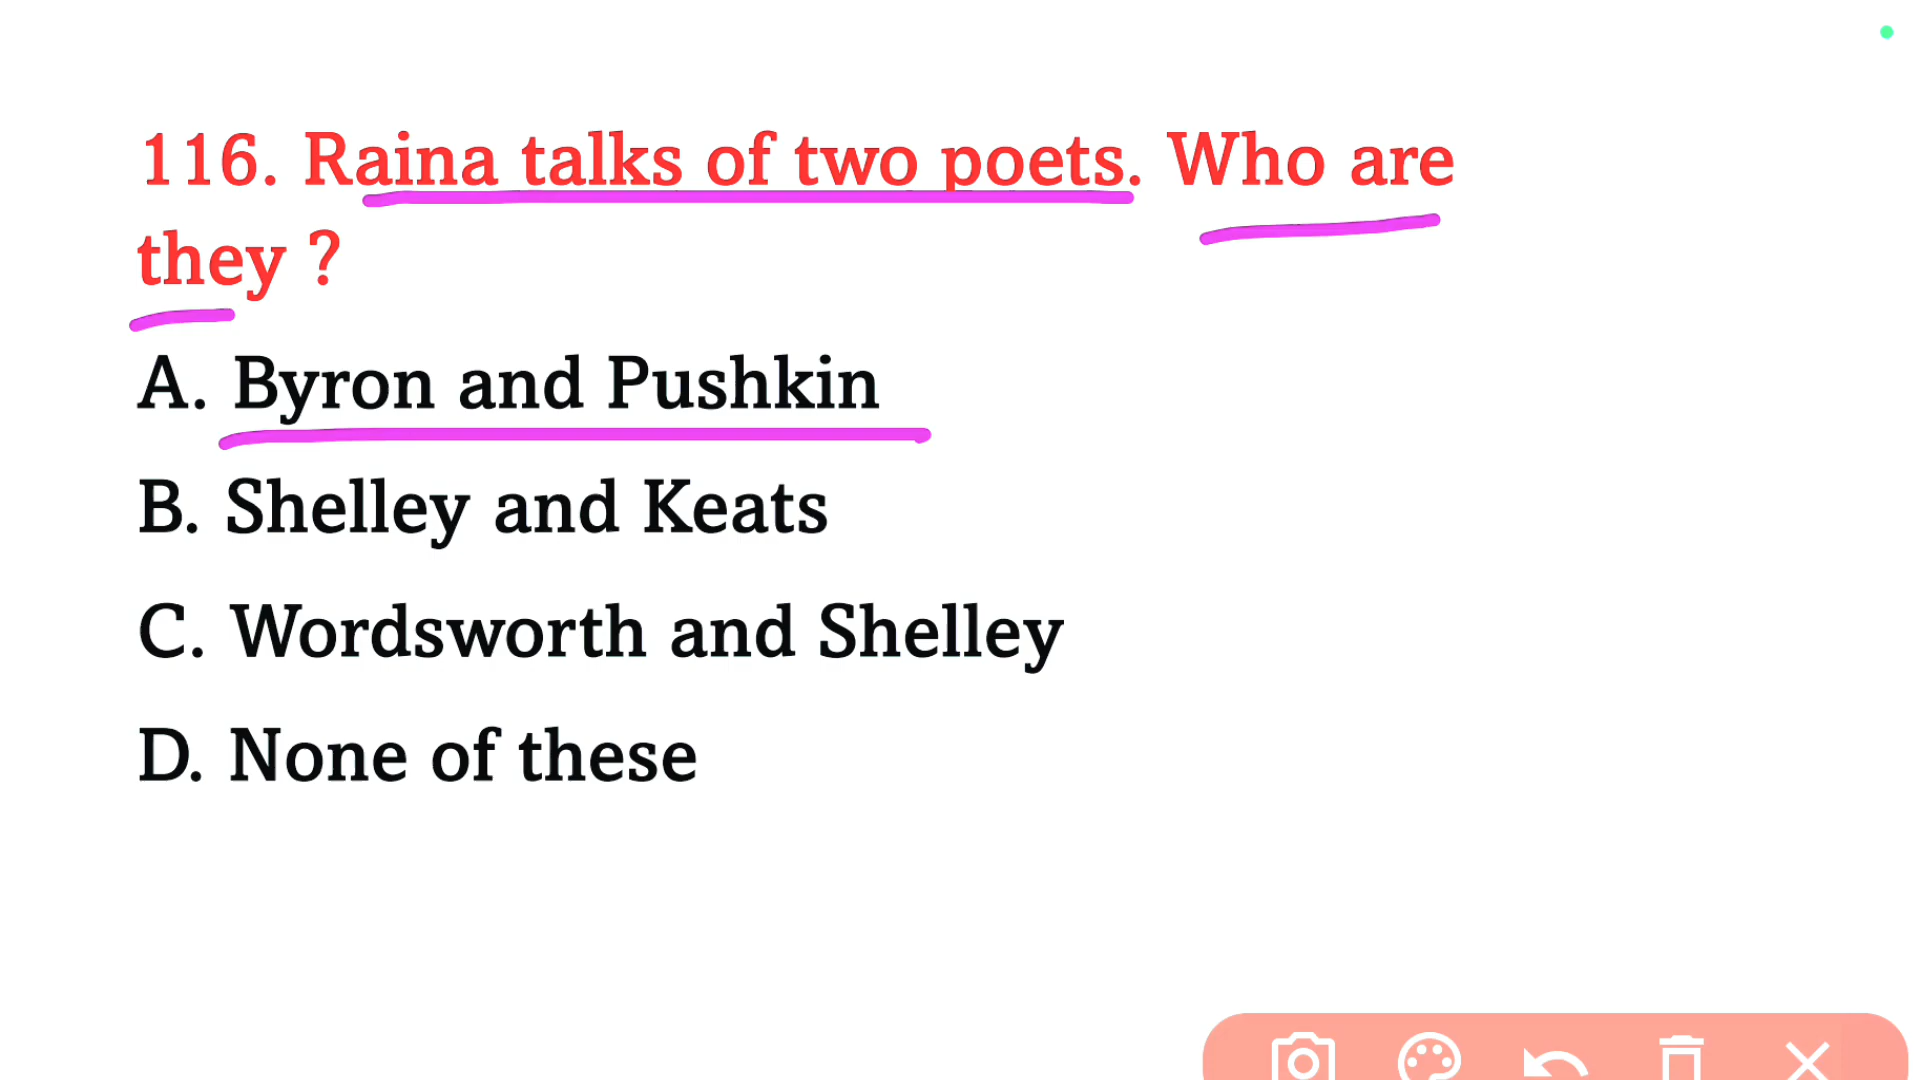 116. Raina talks of two poets. Who are
they ?
A. Byron and Pushkin
B. Shelley and Keats
C. Wordsworth and Shelley
D. None of these